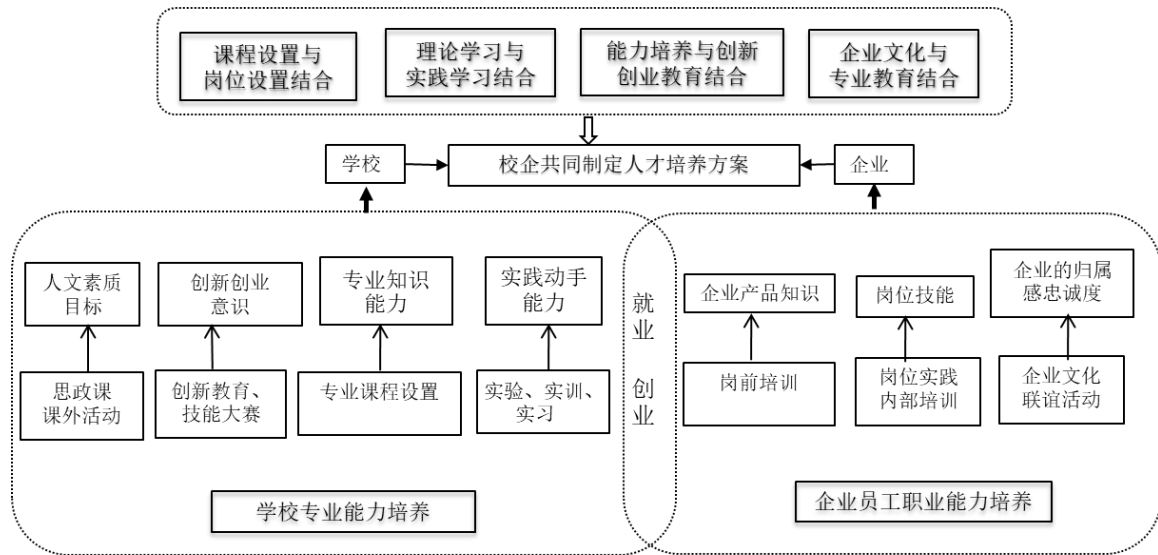 课程设置与
岗位设置结合
理论学习与
实践学习结合
能力培养与创新
创业教育结合
企业文化与
专业教育结合
学校
校企共同制定人才培养方案
企业
人文素质
目标
创新创业
意识
专业知识
能力
实践动手
能力
就
业
创
业
企业产品知识
岗位技能
企业的归属
感忠诚度
思政课
课外活动
创新教育、
技能大赛
专业课程设置
实验、实训、
实习
岗前培训
岗位实践
内部培训
企业文化
联谊活动
学校专业能力培养
企业员工职业能力培养